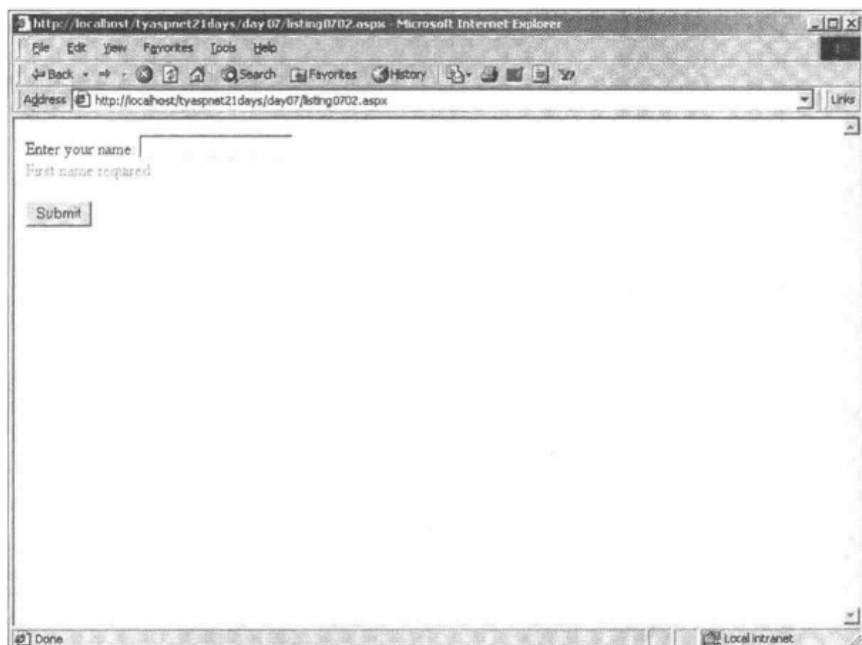 http://localhost/tyaspnet21days/day07/listing0702.aspx - Microsoft Internet Explorer
File Edit View Favorites Tools Help
Back Search Favorites History
Address http://localhost/tyaspnet21days/day07/listing0702.aspx Links
Enter your name:
First name required
Submit
Done Local intranet